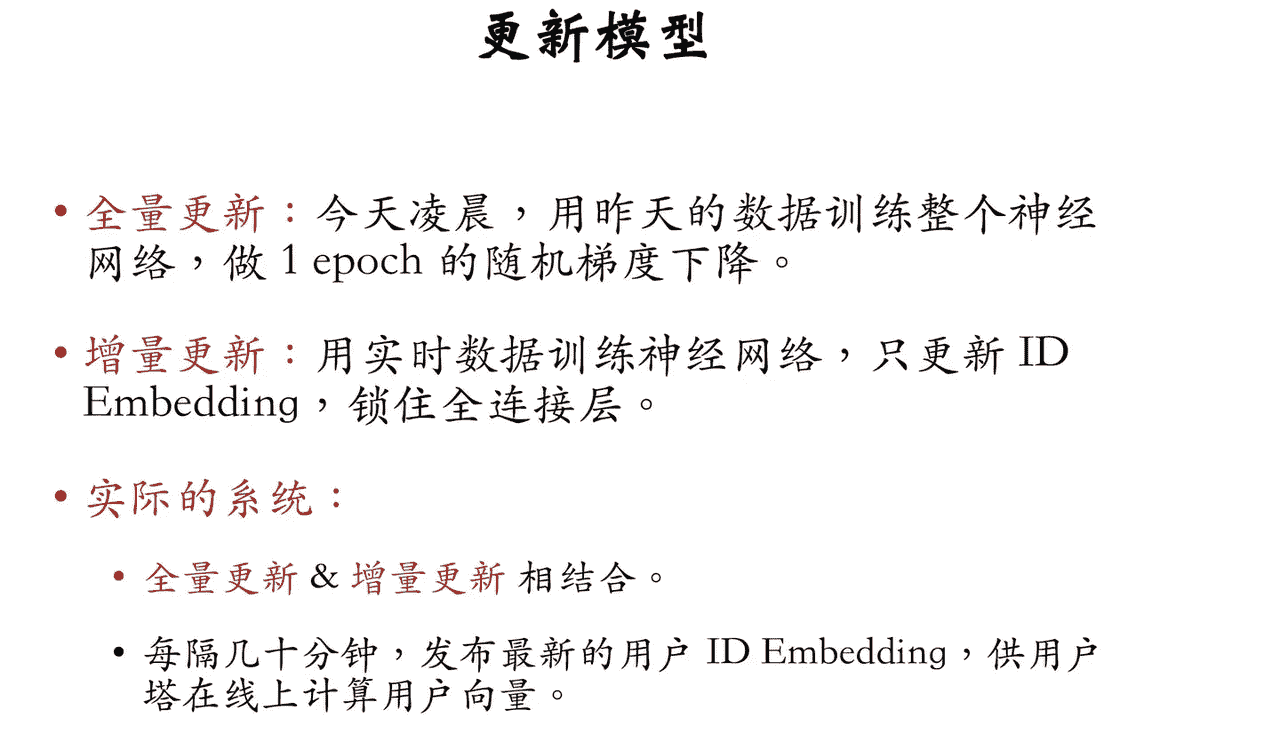 更新模型
• 全量更新：今天凌晨，用昨天的数据训练整个神经
网络，做 1 epoch 的随机梯度下降。
• 增量更新：用实时数据训练神经网络，只更新 ID
Embedding，锁住全连接层。
• 实际的系统：
• 全量更新 & 增量更新 相结合。
• 每隔几十分钟，发布最新的用户 ID Embedding，供用户
塔在线上计算用户向量。